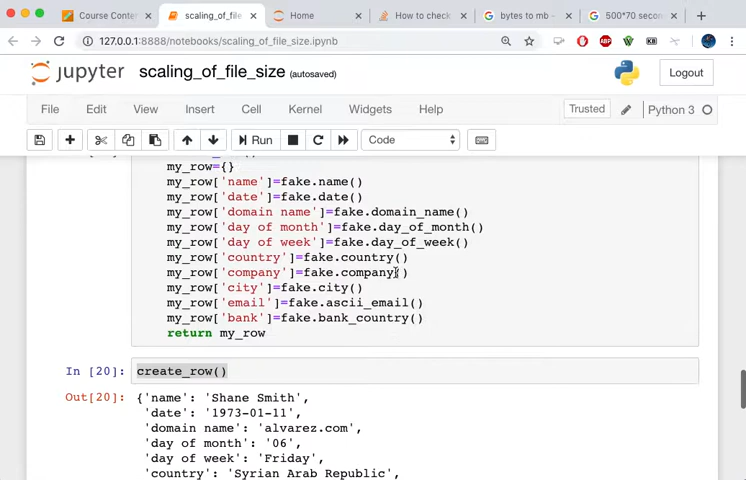 Course Conten
scaling_of_file_s
Home
How to check
bytes to mb -
500*70 secon
127.0.0.1:8888/notebooks/scaling_of_file_size.ipynb
jupyter scaling_of_file_size (autosaved)
Logout
File Edit View Insert Cell Kernel Widgets Help
Trusted
Python 3
Run
Code
my_row={}
my_row['name']=fake.name()
my_row['date']=fake.date()
my_row['domain name']=fake.domain_name()
my_row['day of month']=fake.day_of_month()
my_row['day of week']=fake.day_of_week()
my_row['country']=fake.country()
my_row['company']=fake.company()
my_row['city']=fake.city()
my_row['email']=fake.ascii_email()
my_row['bank']=fake.bank_country()
return my_row
In [20]: create_row()
Out[20]: {'name': 'Shane Smith',
'date': '1973-01-11',
'domain name': 'alvarez.com',
'day of month': '06',
'day of week': 'Friday',
'country': 'Syrian Arab Republic',